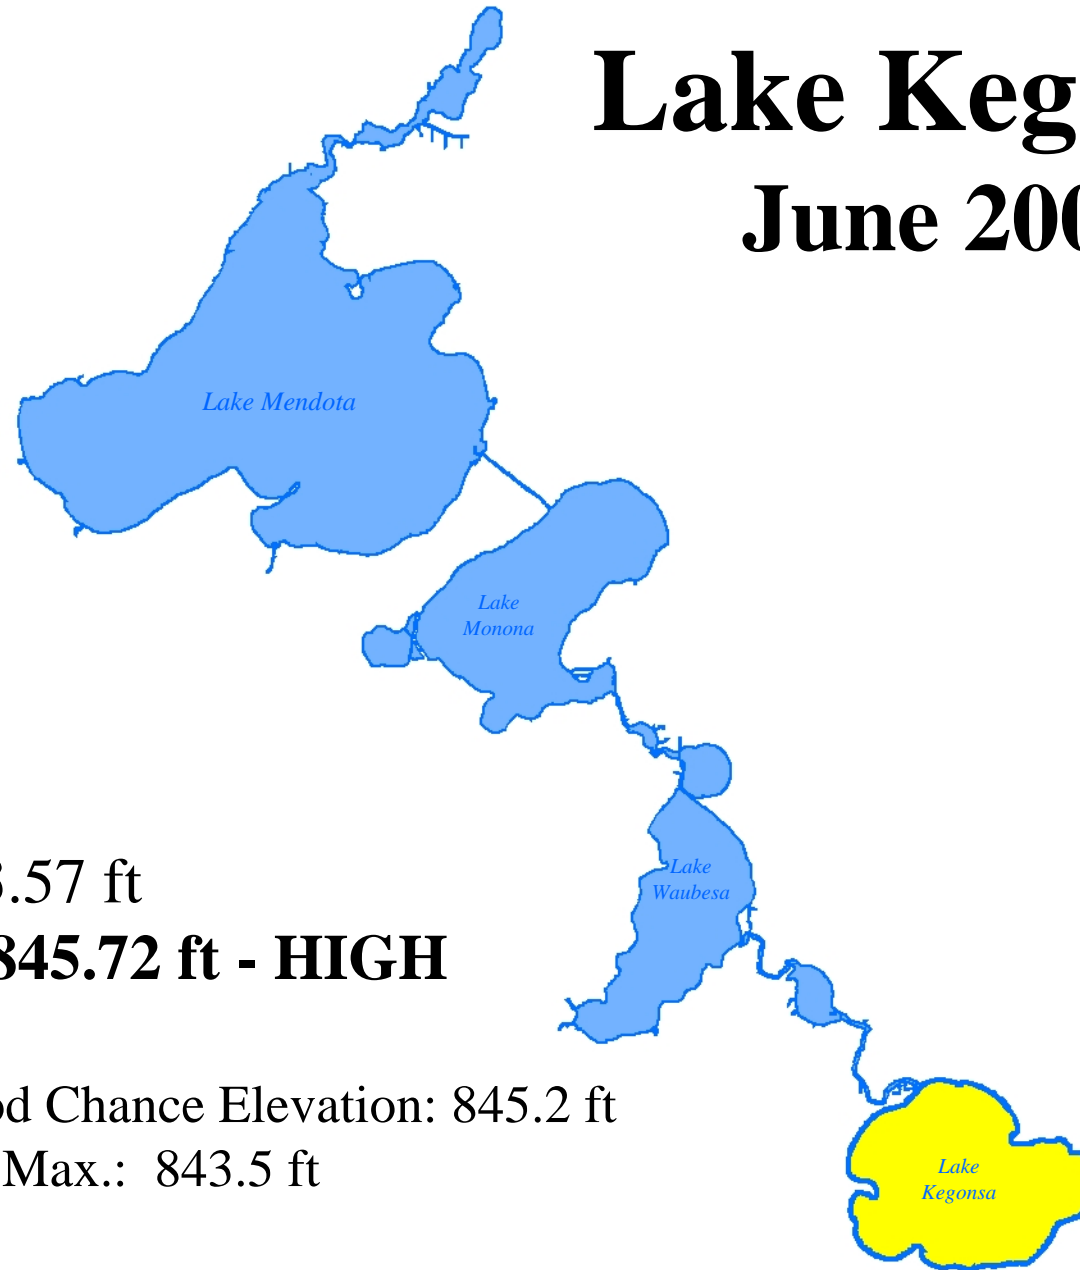 Lake Keg
June 200
Lake Mendota
Lake
Monona
Lake
Waubesa
.57 ft
845.72 ft - HIGH
od Chance Elevation: 845.2 ft
Max.: 843.5 ft
Lake
Kegonsa